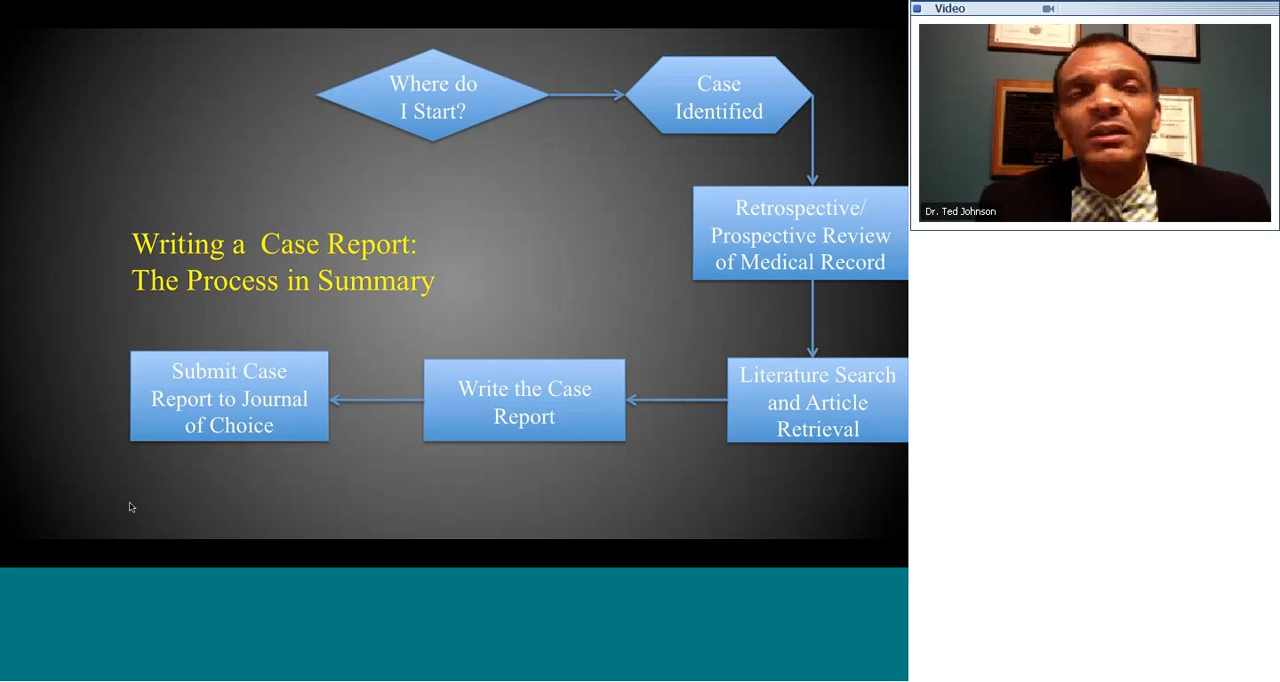 Where do
I Start?
Case
Identified
Retrospective/
Prospective Review
of Medical Record
Writing a Case Report:
The Process in Summary
Literature Search
and Article
Retrieval
Write the Case
Report
Submit Case
Report to Journal
of Choice
Video
Dr. Ted Johnson